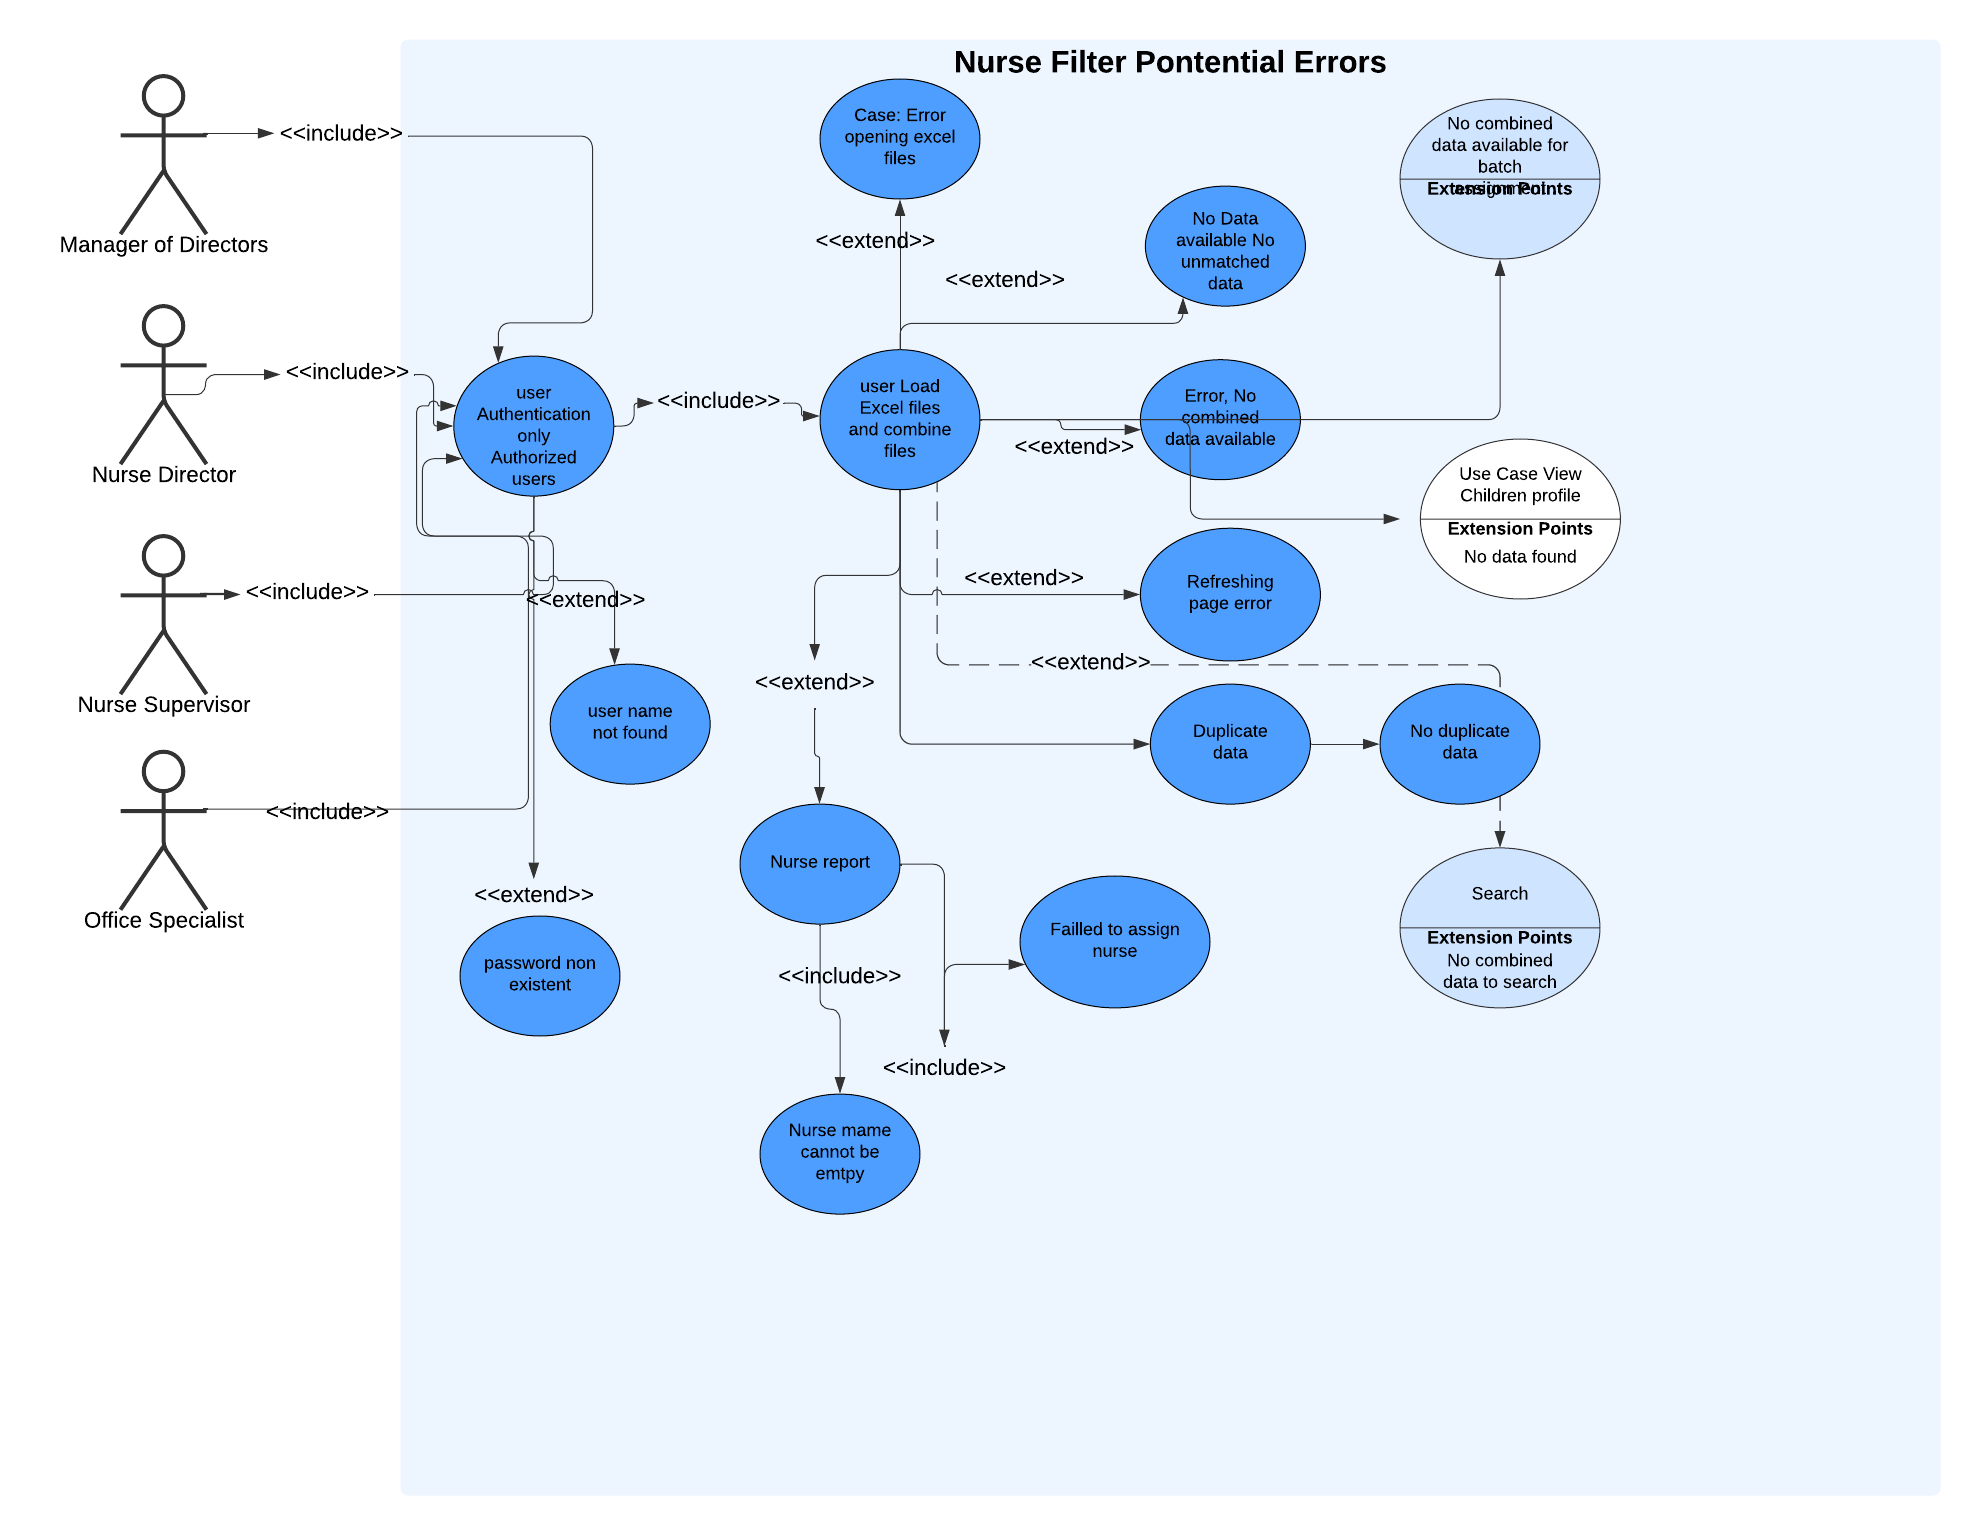 Nurse Filter Pontential Errors
Manager of Directors
<<include>>
Nurse Director
<<include>>
Nurse Supervisor
<<include>>
Office Specialist
<<include>>
user
Authentication
only
Authorized
users
<<include>>
<<extend>>
user name
not found
<<extend>>
password non
existent
Case: Error
opening excel
files
<<extend>>
<<extend>>
No Data
available No
unmatched
data
No combined
data available for
batch
assignment
Extension Points
user Load
Excel files
and combine
files
<<extend>>
Error, No
combined
data available
Use Case View
Children profile
Extension Points
No data found
<<extend>>
Refreshing
page error
<<extend>>
<<extend>>
Duplicate
data
No duplicate
data
Nurse report
<<include>>
Failled to assign
nurse
<<include>>
Search
Extension Points
No combined
data to search
Nurse mame
cannot be
emtpy